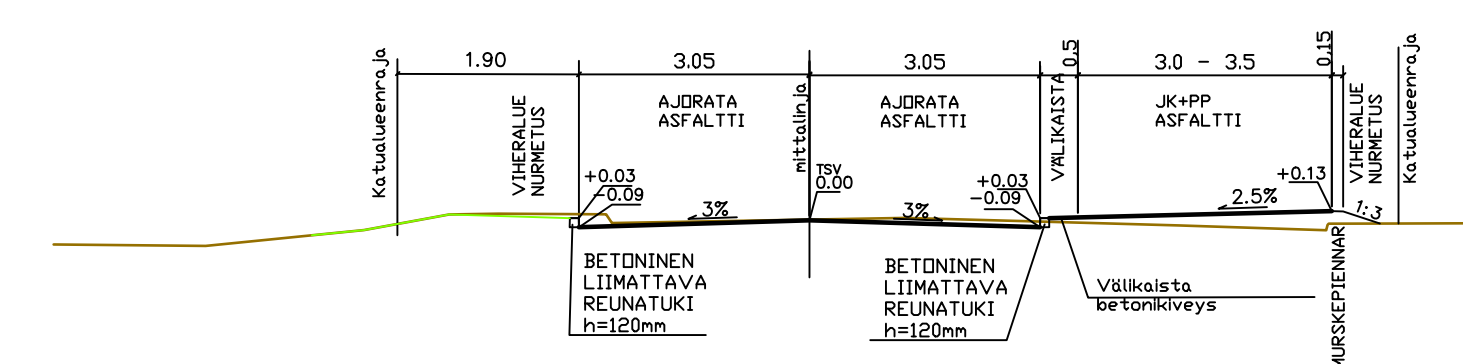 Katualueenraja
1.90
3.05
3.05
0,5
3.0 - 3.5
0,15
Katualueenraja
VIHERALUE
NURMETUS
AJORATA
ASFALTTI
mittalinja
AJORATA
ASFALTTI
VÄLIKAISTA
JK+PP
ASFALTTI
VIHERALUE
NURMETUS
+0.03
-0.09
3%
TSV
0.00
3%
+0.03
-0.09
2.5%
+0.13
1:3
BETONINEN
LIIMATTAVA
REUNATUKI
h=120mm
BETONINEN
LIIMATTAVA
REUNATUKI
h=120mm
Välikaista
betonikiveys
MURSKEPIENNAR